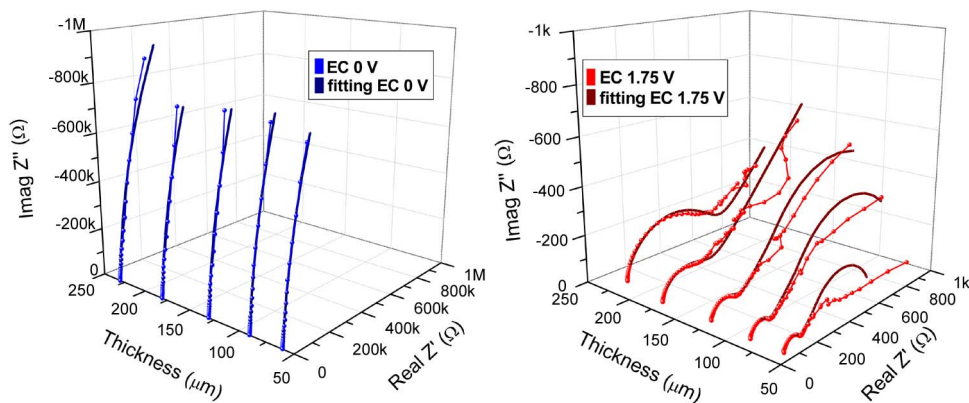 -1M
-800k
-600k
-400k
-200k
0
Imag Z'' (Ω)
EC 0 V
fitting EC 0 V
250
200
150
100
50
Thickness (μm)
0
200k
400k
600k
800k
1M
Real Z' (Ω)
-1k
-800
-600
-400
-200
0
Imag Z'' (Ω)
EC 1.75 V
fitting EC 1.75 V
250
200
150
100
50
Thickness (μm)
0
200
400
600
800
1k
Real Z' (Ω)